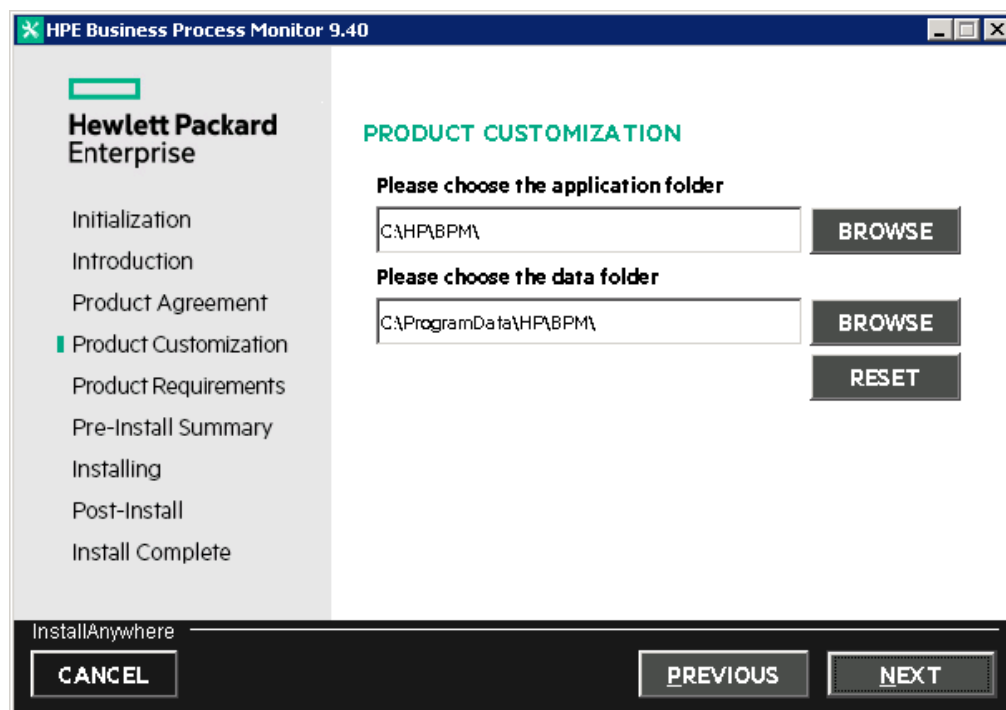 HPE Business Process Monitor 9.40
Hewlett Packard
Enterprise
Initialization
Introduction
Product Agreement
Product Customization
Product Requirements
Pre-Install Summary
Installing
Post-Install
Install Complete
PRODUCT CUSTOMIZATION
Please choose the application folder
C:\HP\BPM\
BROWSE
Please choose the data folder
C:\ProgramData\HP\BPM\
BROWSE
RESET
InstallAnywhere
CANCEL
PREVIOUS
NEXT